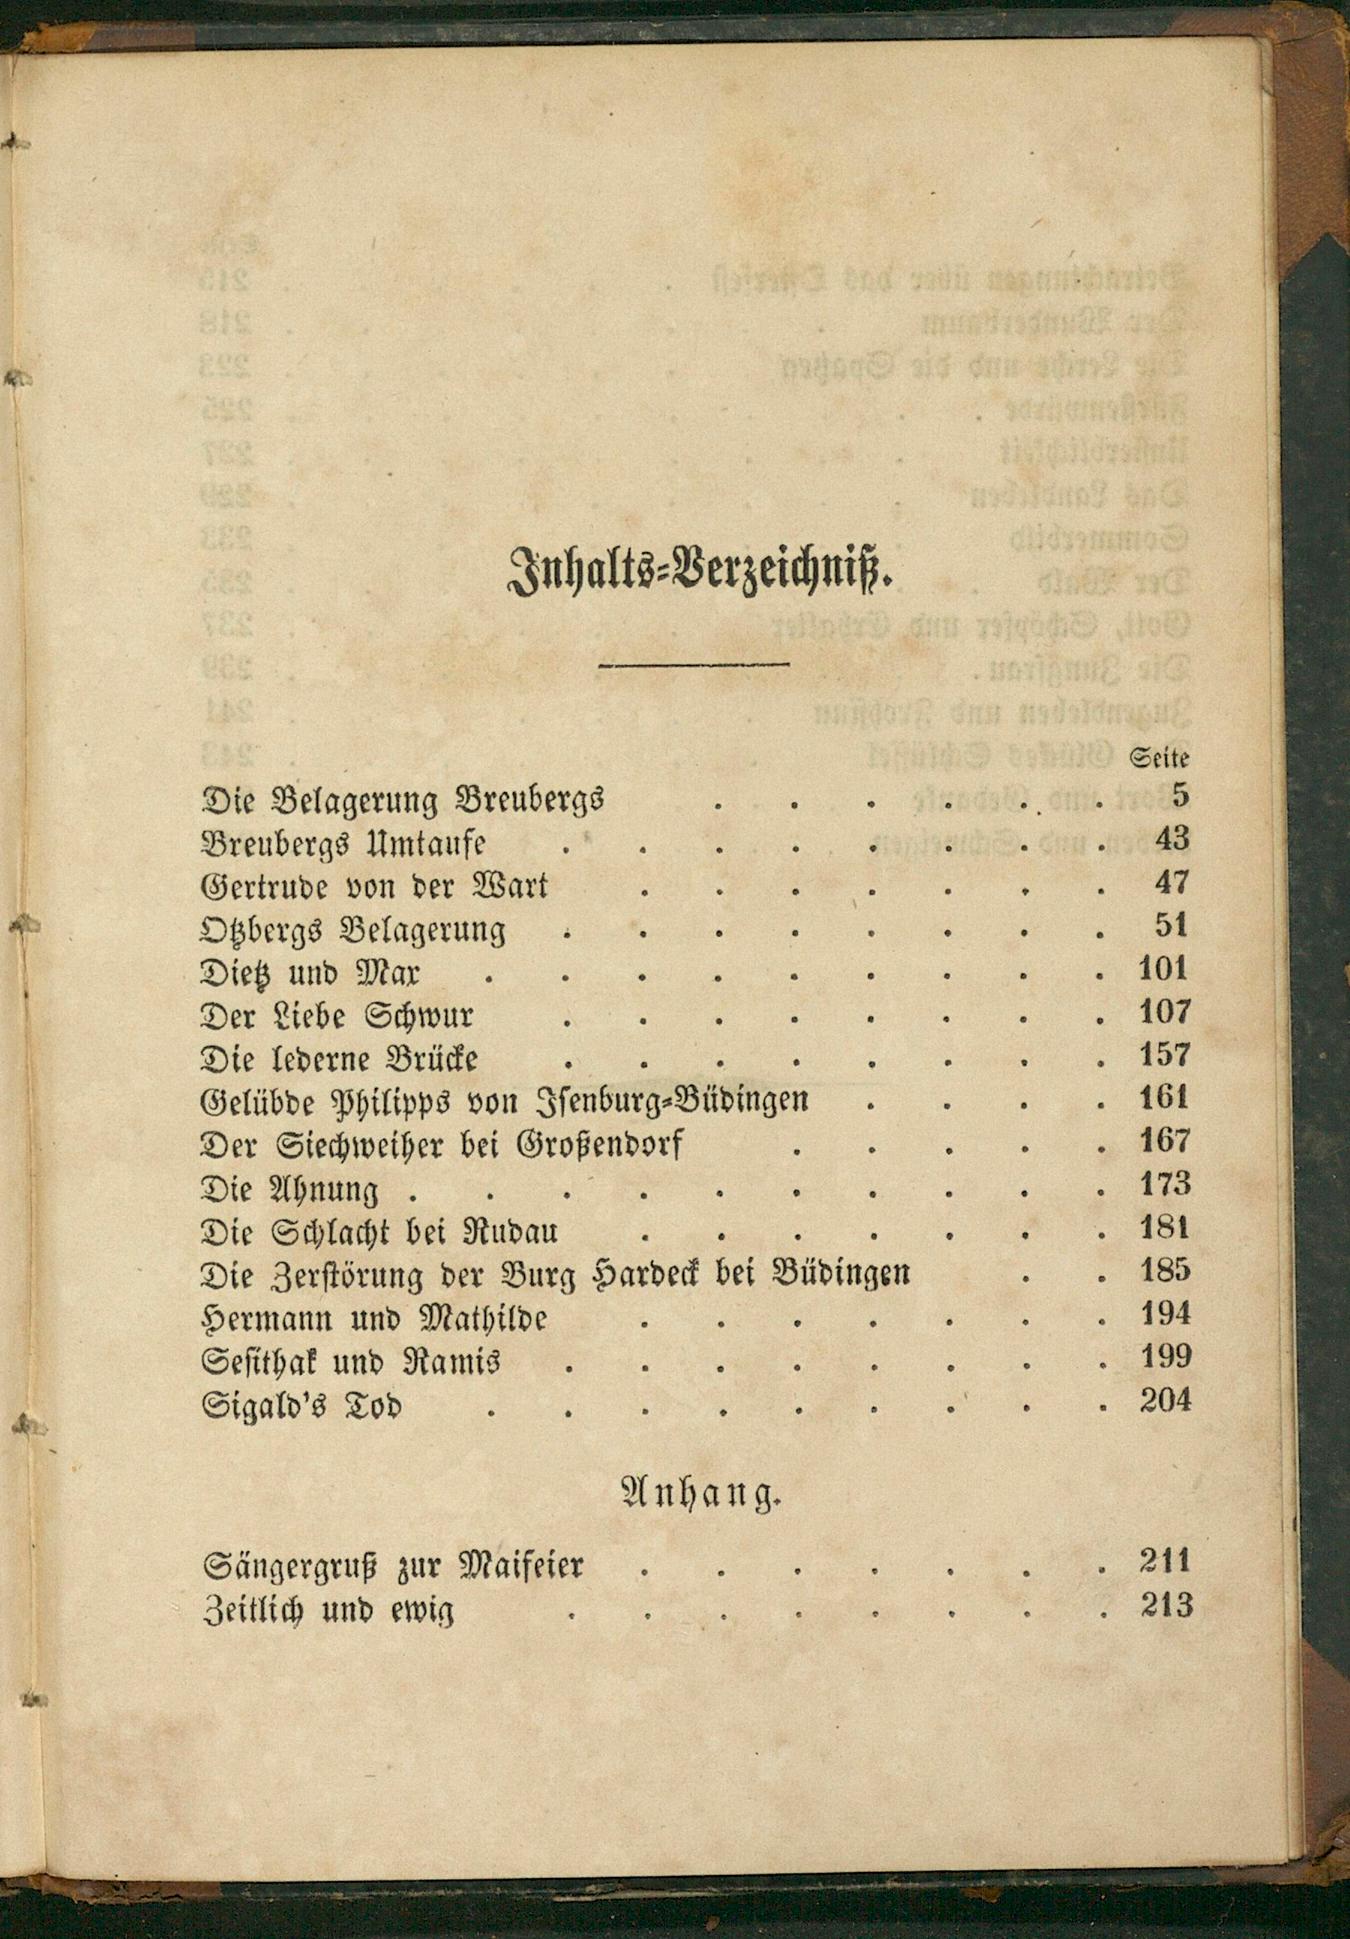 Inhalts-Verzeichniß.
Seite
Die Belagerung Breubergs . . . . . . 5
Breubergs Umtaufe . . . . . . . . 43
Gertrude von der Wart . . . . . . . 47
Otzbergs Belagerung . . . . . . . . 51
Dietz und Max . . . . . . . . . 101
Der Liebe Schwur . . . . . . . . 107
Die lederne Brücke . . . . . . . . 157
Gelübde Philipps von Isenburg-Büdingen . . . . 161
Der Siechweiher bei Großendorf . . . . . 167
Die Ahnung . . . . . . . . . . 173
Die Schlacht bei Rudau . . . . . . . 181
Die Zerstörung der Burg Hardeck bei Büdingen . . 185
Hermann und Mathilde . . . . . . . 194
Sesithak und Ramis . . . . . . . . 199
Sigald's Tod . . . . . . . . . 204
Anhang.
Sängergruß zur Maifeier . . . . . . . 211
Zeitlich und ewig . . . . . . . . 213